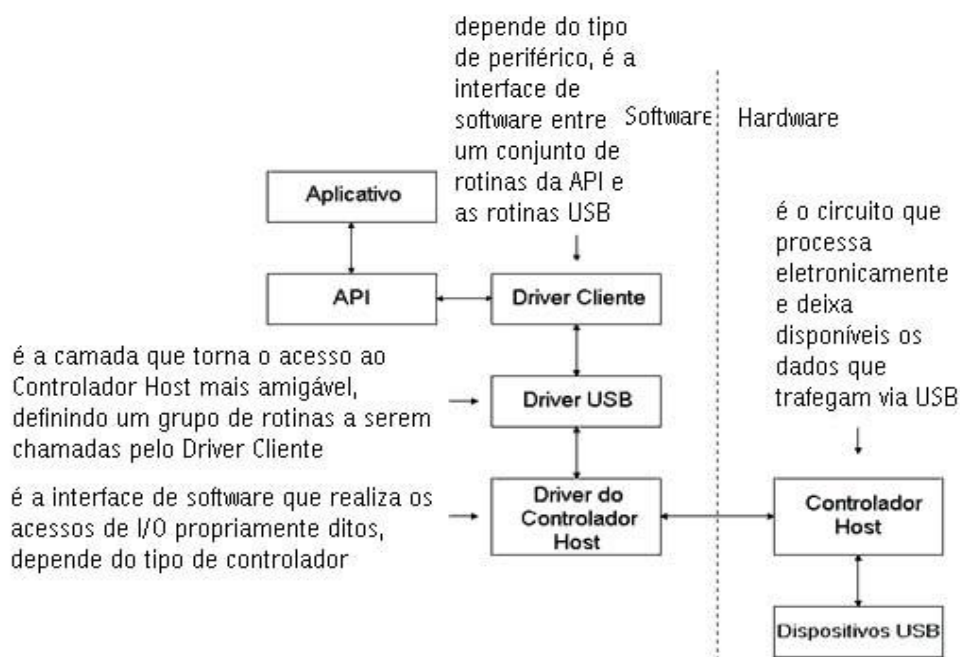 depende do tipo
de periférico, é a
interface de
software entre
um conjunto de
rotinas da API e
as rotinas USB
Software
Hardware
Aplicativo
API
Driver Cliente
é o circuito que
processa
eletronicamente
e deixa
disponíveis os
dados que
trafegam via USB
é a camada que torna o acesso ao
Controlador Host mais amigável,
definindo um grupo de rotinas a serem
chamadas pelo Driver Cliente
Driver USB
é a interface de software que realiza os
acessos de I/O propriamente ditos,
depende do tipo de controlador
Driver do
Controlador
Host
Controlador
Host
Dispositivos USB